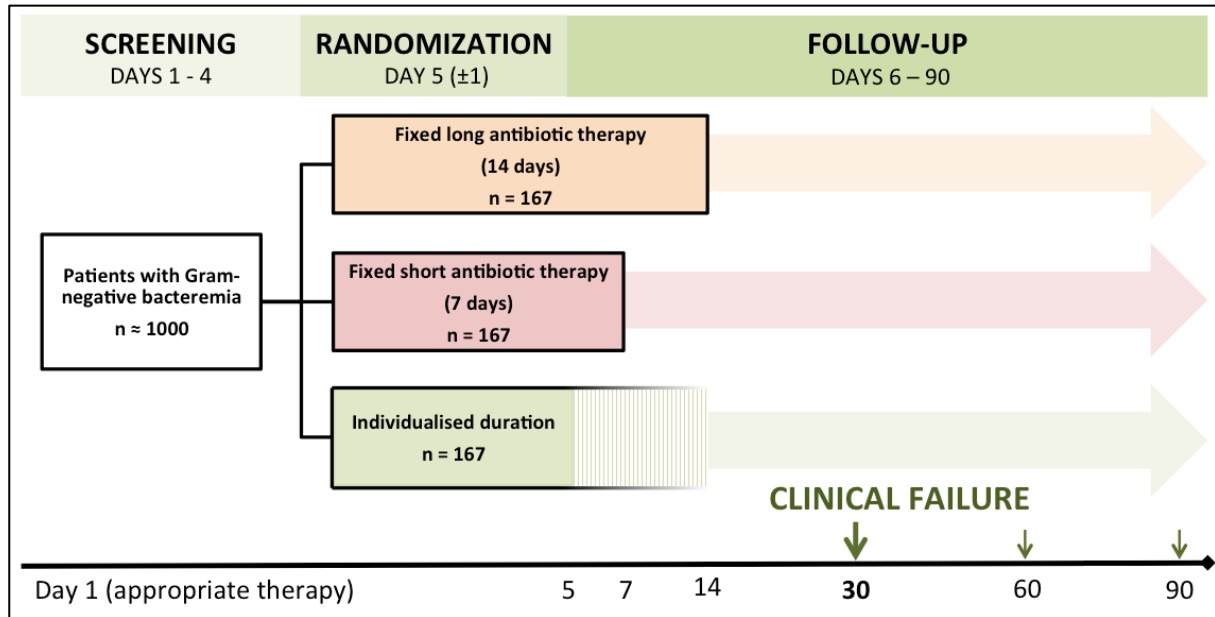 SCREENING
DAYS 1 - 4
RANDOMIZATION
DAY 5 (±1)
FOLLOW-UP
DAYS 6 – 90
Fixed long antibiotic therapy
(14 days)
n = 167
Patients with Gram-
negative bacteremia
n ≈ 1000
Fixed short antibiotic therapy
(7 days)
n = 167
Individualised duration
n = 167
CLINICAL FAILURE
Day 1 (appropriate therapy) 5 7 14 30 60 90